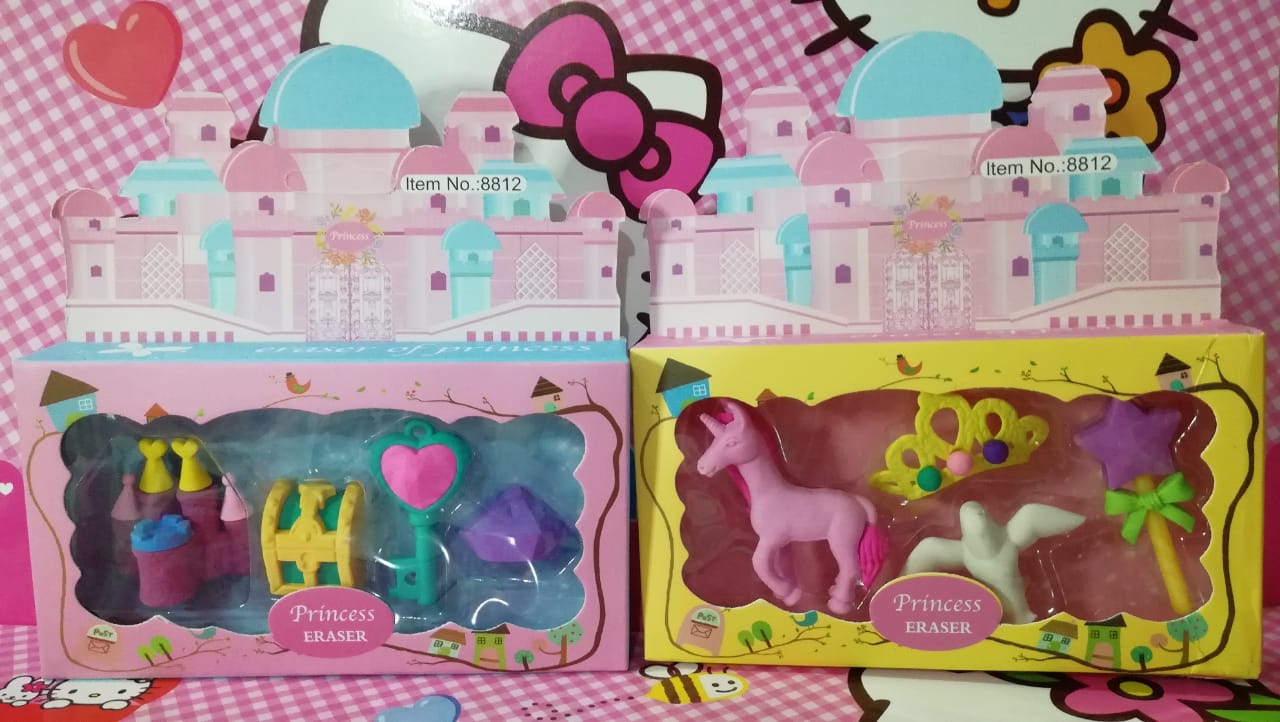 Item No.:8812
Princess
eraser of princess
Princess
ERASER
POST
Item No.:8812
Princess
Princess
ERASER
POST